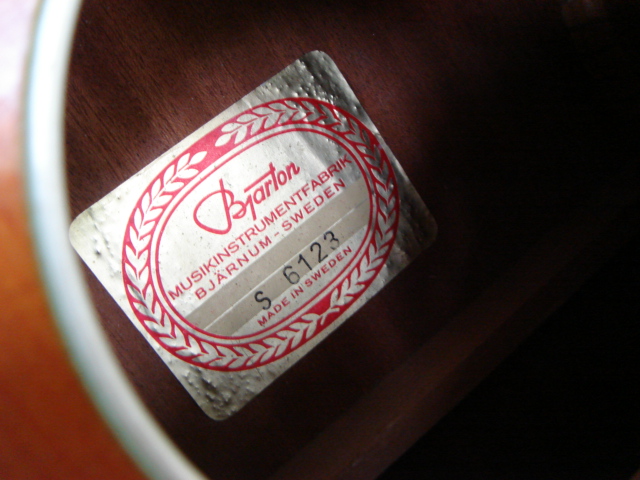 Bjarton
MUSIKINSTRUMENTFABRIK
BJÄRNUM - SWEDEN
S 6123
MADE IN SWEDEN